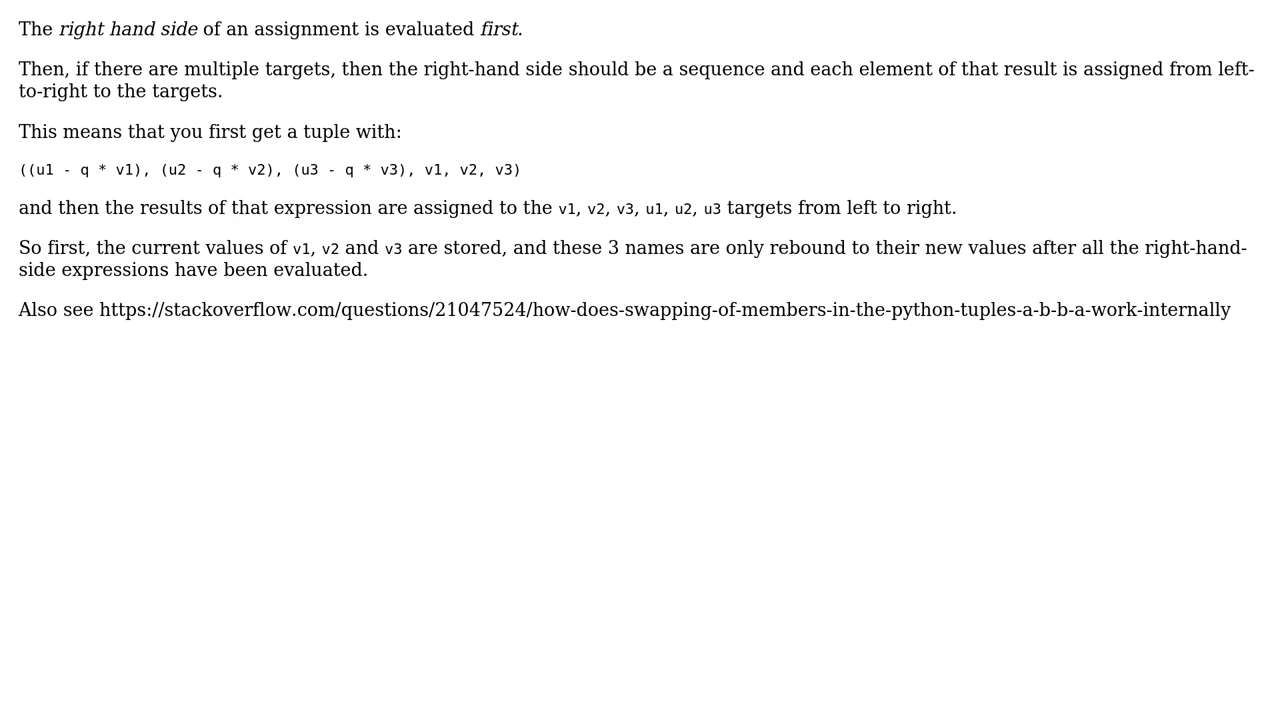 The right hand side of an assignment is evaluated first.
Then, if there are multiple targets, then the right-hand side should be a sequence and each element of that result is assigned from left-
to-right to the targets.
This means that you first get a tuple with:
((u1 - q * v1), (u2 - q * v2), (u3 - q * v3), v1, v2, v3)
and then the results of that expression are assigned to the v1, v2, v3, u1, u2, u3 targets from left to right.
So first, the current values of v1, v2 and v3 are stored, and these 3 names are only rebound to their new values after all the right-hand-
side expressions have been evaluated.
Also see https://stackoverflow.com/questions/21047524/how-does-swapping-of-members-in-the-python-tuples-a-b-b-a-work-internally